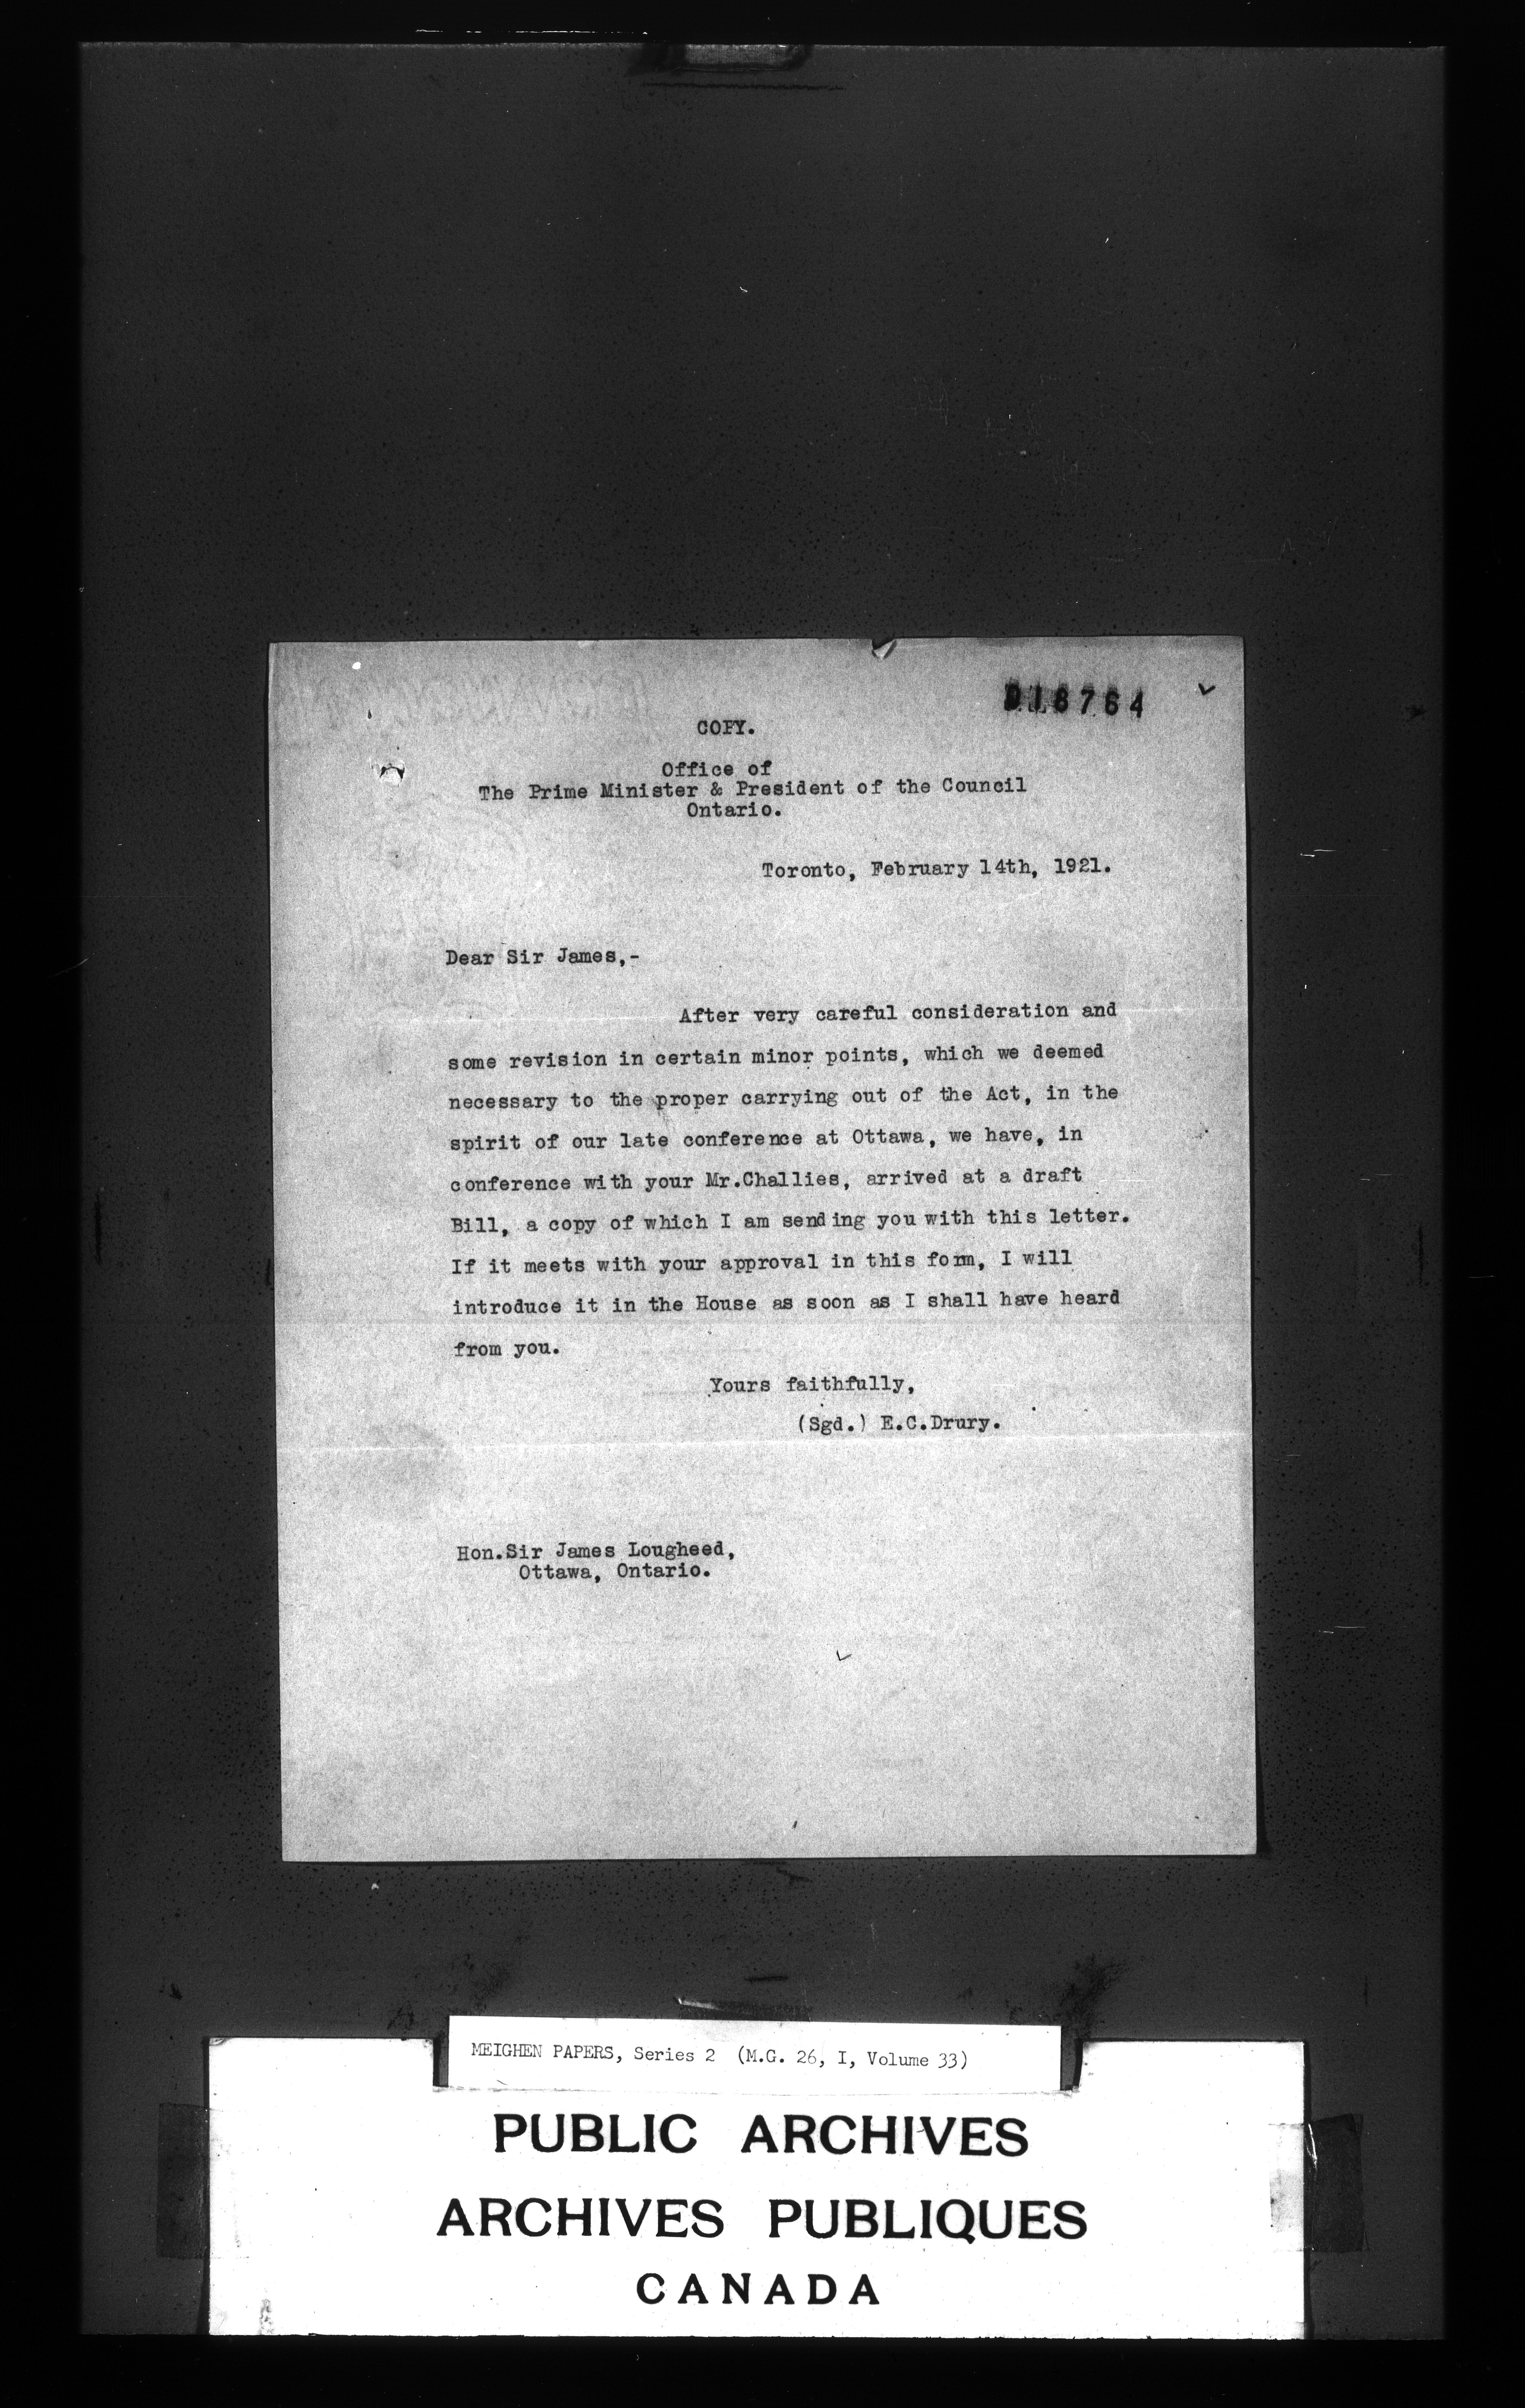 016764
COPY.
Office of
The Prime Minister & President of the Council
Ontario.
Toronto, February 14th, 1921.
Dear Sir James,-
After very careful consideration and
some revision in certain minor points, which we deemed
necessary to the proper carrying out of the Act, in the
spirit of our late conference at Ottawa, we have, in
conference with your Mr.Challies, arrived at a draft
Bill, a copy of which I am sending you with this letter.
If it meets with your approval in this form, I will
introduce it in the House as soon as I shall have heard
from you.
Yours faithfully,
(Sgd.) E.C.Drury.
Hon.Sir James Lougheed,
Ottawa, Ontario.
MEIGHEN PAPERS, Series 2 (M.G. 26, I, Volume 33)
PUBLIC ARCHIVES
ARCHIVES PUBLIQUES
CANADA